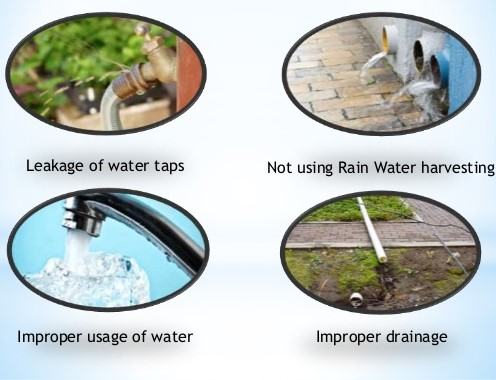 Leakage of water taps
Not using Rain Water harvesting
Improper usage of water
Improper drainage